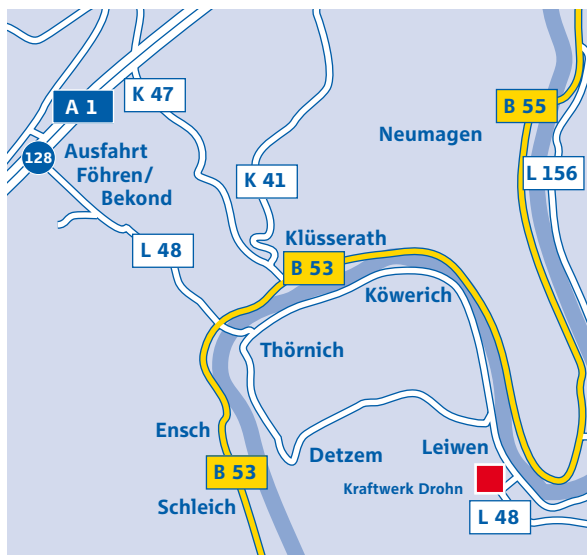 K 47
A 1
B 55
Neumagen
128
Ausfahrt
Föhren/
Bekond
L 156
K 41
L 48
Klüsserath
B 53
Köwerich
Thörnich
Ensch
Detzem
Leiwen
B 53
Kraftwerk Drohn
Schleich
L 48